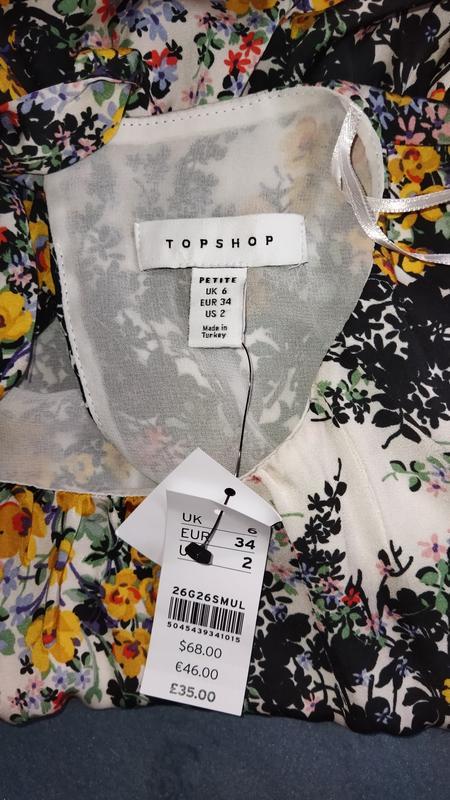 TOPSHOP
PETITE
UK 6
EUR 34
US 2
Made in
Turkey
UK 6
EUR 34
U 2
26G26SMUL
5045439341015
$68.00
€46.00
£35.00